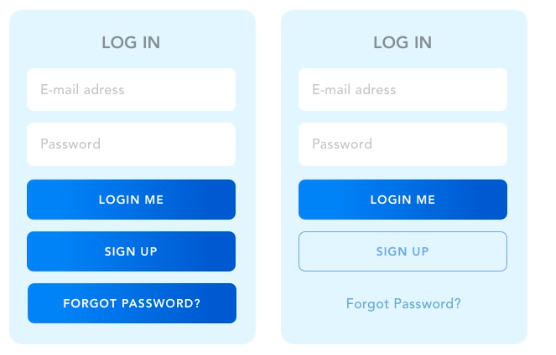 LOG IN
E-mail adress
Password
LOGIN ME
SIGN UP
FORGOT PASSWORD?
LOG IN
E-mail adress
Password
LOGIN ME
SIGN UP
Forgot Password?